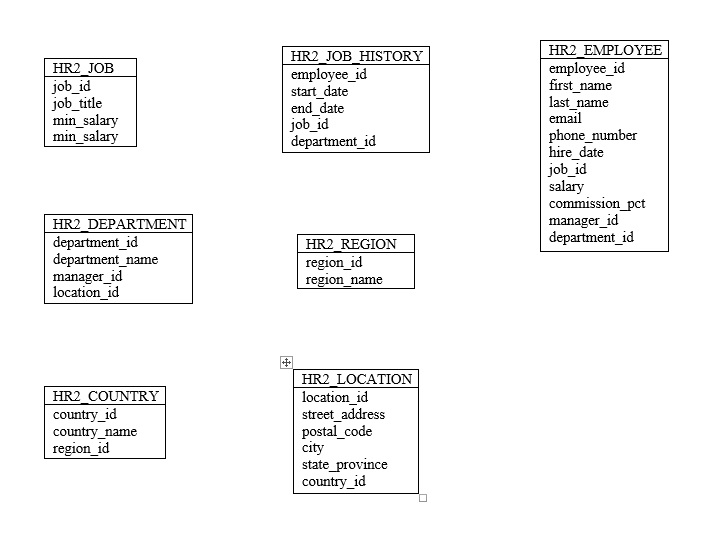 HR2_JOB
job_id
job_title
min_salary
min_salary
HR2_JOB_HISTORY
employee_id
start_date
end_date
job_id
department_id
HR2_EMPLOYEE
employee_id
first_name
last_name
email
phone_number
hire_date
job_id
salary
commission_pct
manager_id
department_id
HR2_DEPARTMENT
department_id
department_name
manager_id
location_id
HR2_REGION
region_id
region_name
HR2_COUNTRY
country_id
country_name
region_id
HR2_LOCATION
location_id
street_address
postal_code
city
state_province
country_id